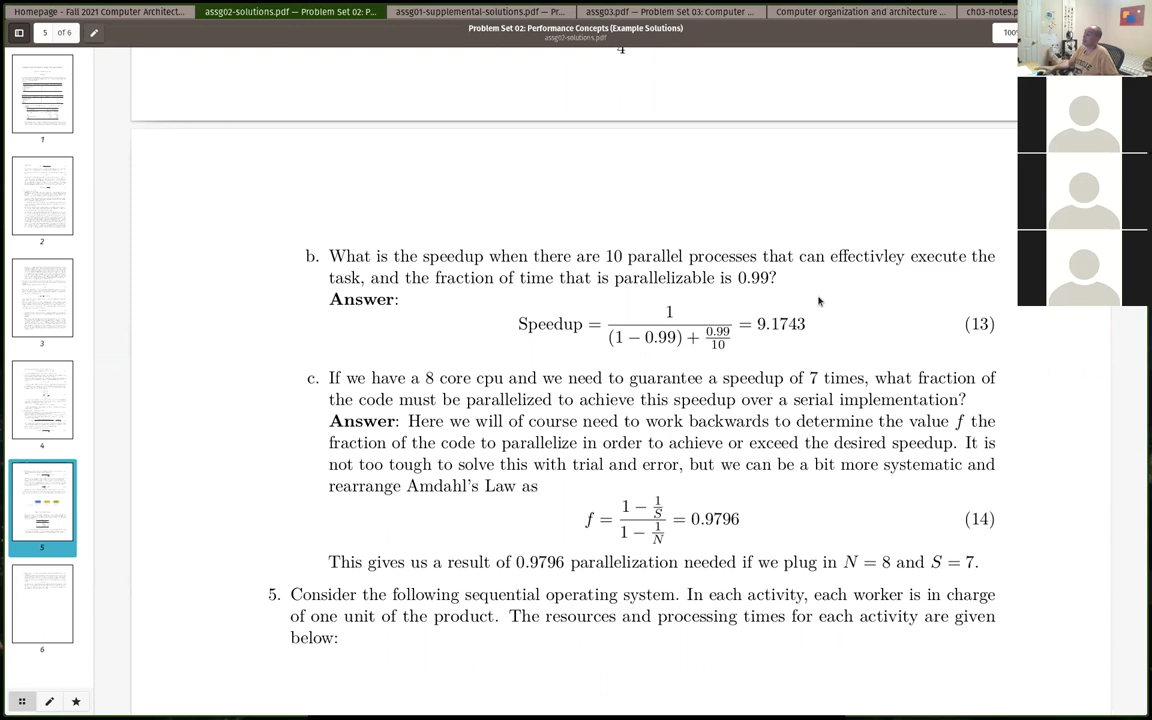 Homepage - Fall 2021 Computer Architect...
assg02-solutions.pdf — Problem Set 02: P...
assg01-supplemental-solutions.pdf — Pr...
assg03.pdf — Problem Set 03: Computer ...
Computer organization and architecture ...
ch03-notes.p
5 of 6
Problem Set 02: Performance Concepts (Example Solutions)
assg02-solutions.pdf
100%
4
1
2
3
4
5
6
b. What is the speedup when there are 10 parallel processes that can effectivley execute the
task, and the fraction of time that is parallelizable is 0.99?
Answer:
Speedup = 1 / ((1 − 0.99) + 0.99/10) = 9.1743 (13)
c. If we have a 8 core cpu and we need to guarantee a speedup of 7 times, what fraction of
the code must be parallelized to achieve this speedup over a serial implementation?
Answer: Here we will of course need to work backwards to determine the value f the
fraction of the code to parallelize in order to achieve or exceed the desired speedup. It is
not too tough to solve this with trial and error, but we can be a bit more systematic and
rearrange Amdahl's Law as
f = (1 − 1/S) / (1 − 1/N) = 0.9796 (14)
This gives us a result of 0.9796 parallelization needed if we plug in N = 8 and S = 7.
5. Consider the following sequential operating system. In each activity, each worker is in charge
of one unit of the product. The resources and processing times for each activity are given
below: